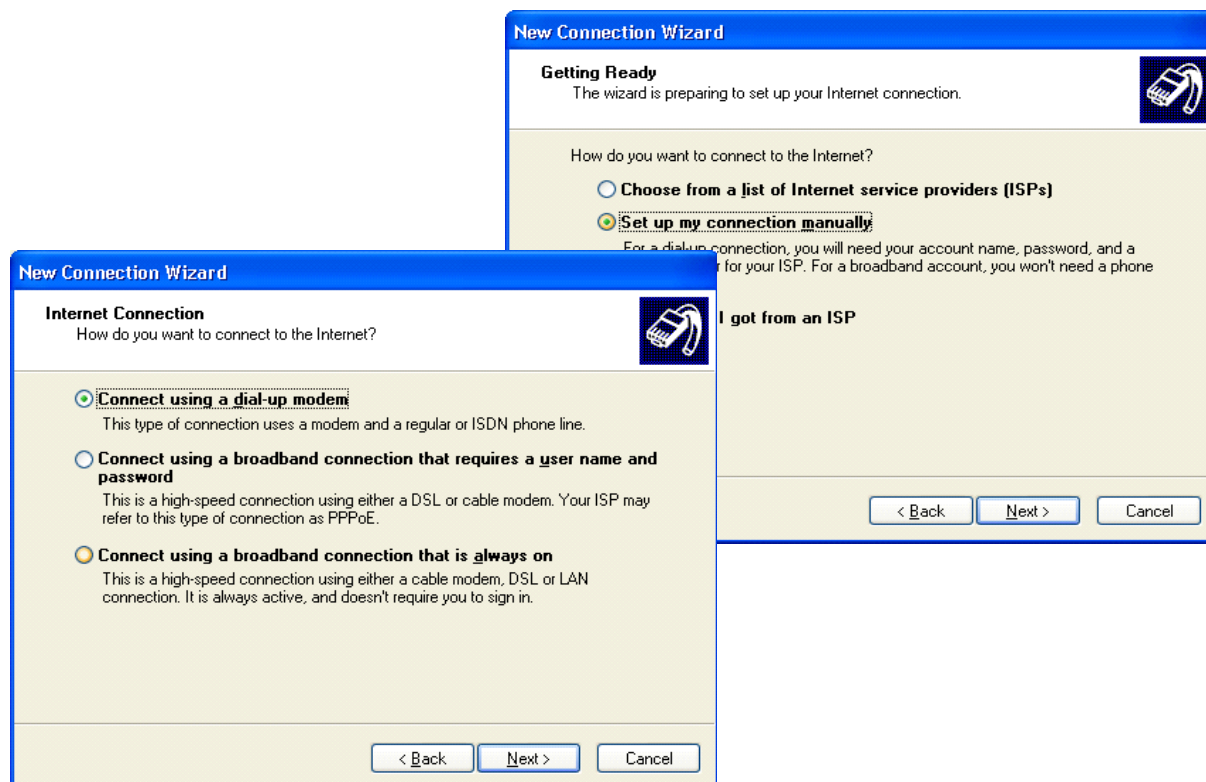 New Connection Wizard
Getting Ready
The wizard is preparing to set up your Internet connection.
How do you want to connect to the Internet?
Choose from a list of Internet service providers (ISPs)
Set up my connection manually
For a dial-up connection, you will need your account name, password, and a
for your ISP. For a broadband account, you won't need a phone
I got from an ISP
< Back
Next >
Cancel
New Connection Wizard
Internet Connection
How do you want to connect to the Internet?
Connect using a dial-up modem
This type of connection uses a modem and a regular or ISDN phone line.
Connect using a broadband connection that requires a user name and
password
This is a high-speed connection using either a DSL or cable modem. Your ISP may
refer to this type of connection as PPPoE.
Connect using a broadband connection that is always on
This is a high-speed connection using either a cable modem, DSL or LAN
connection. It is always active, and doesn't require you to sign in.
< Back
Next >
Cancel